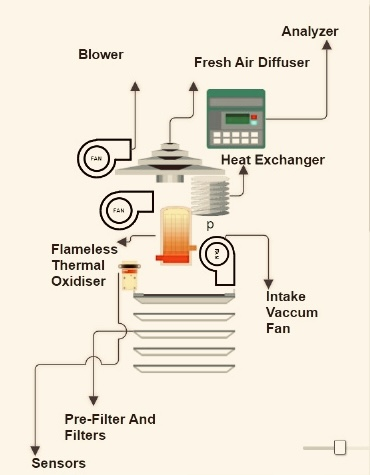 Analyzer
Blower
Fresh Air Diffuser
FAN
Heat Exchanger
FAN
p
Flameless
Thermal
Oxidiser
FAN
Intake
Vaccum
Fan
Pre-Filter And
Filters
Sensors